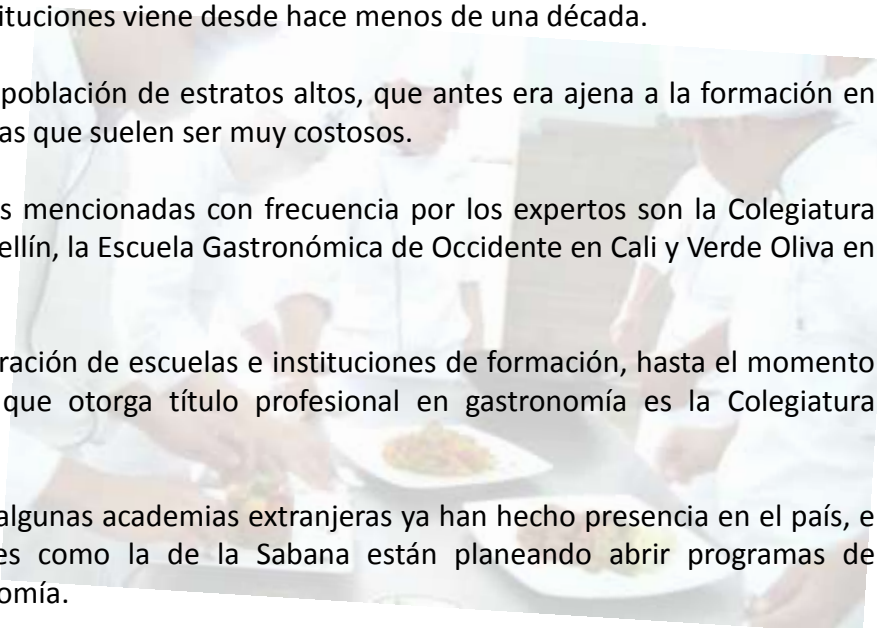 ituciones viene desde hace menos de una década.
población de estratos altos, que antes era ajena a la formación en
as que suelen ser muy costosos.
s mencionadas con frecuencia por los expertos son la Colegiatura
ellín, la Escuela Gastronómica de Occidente en Cali y Verde Oliva en
ración de escuelas e instituciones de formación, hasta el momento
que otorga título profesional en gastronomía es la Colegiatura
algunas academias extranjeras ya han hecho presencia en el país, e
es como la de la Sabana están planeando abrir programas de
omía.